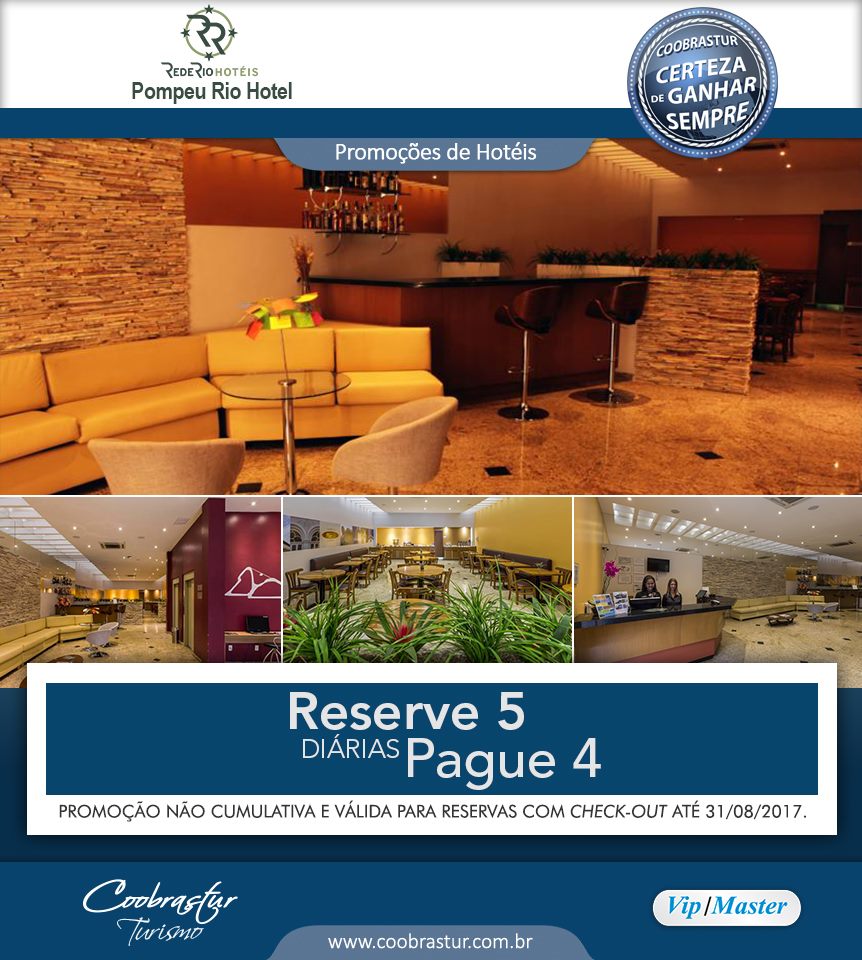 RR
REDERIOHOTÉIS
Pompeu Rio Hotel
COOBRASTUR
CERTEZA
DE GANHAR
SEMPRE
Promoções de Hotéis
Reserve 5
DIÁRIAS Pague 4
PROMOÇÃO NÃO CUMULATIVA E VÁLIDA PARA RESERVAS COM CHECK-OUT ATÉ 31/08/2017.
Coobrastur
Turismo
Vip/Master
www.coobrastur.com.br